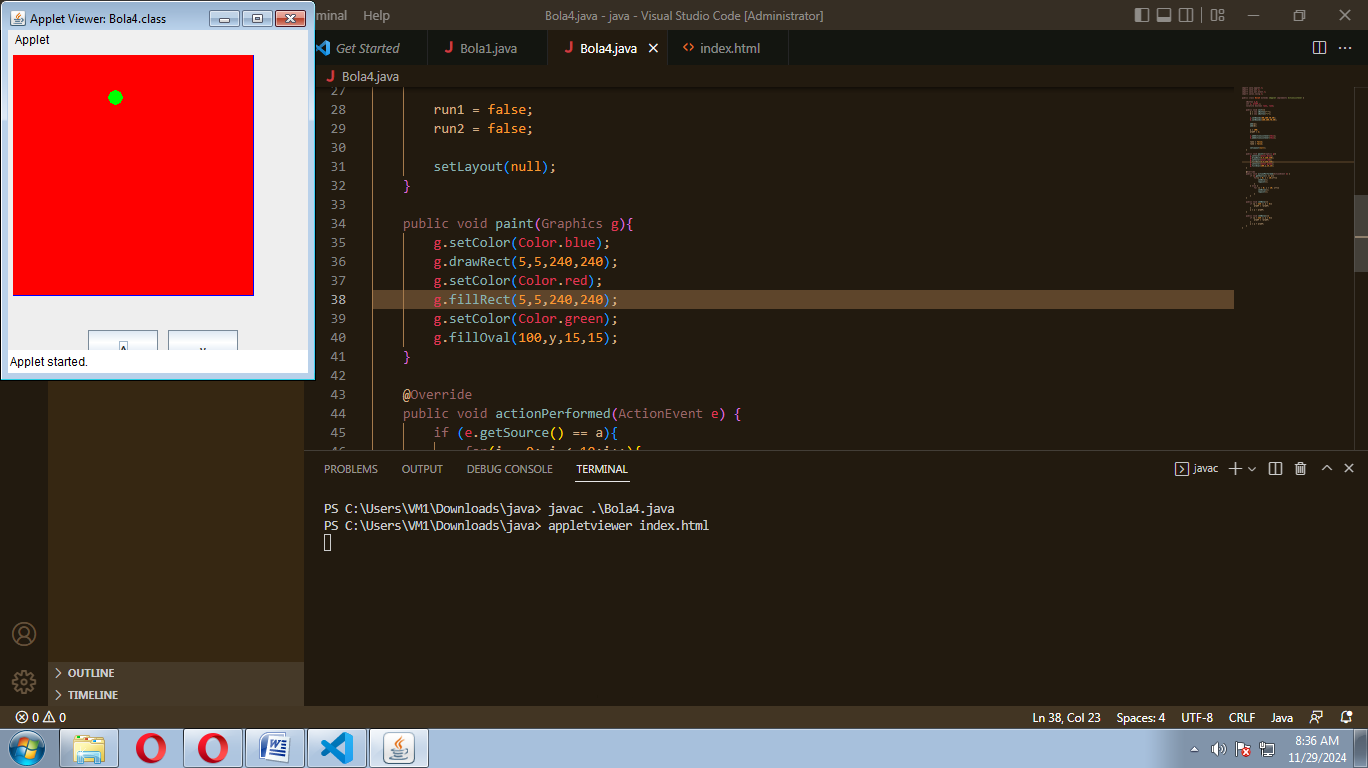 Applet Viewer: Bola4.class
Applet
Applet started.
minal Help
Bola4.java - java - Visual Studio Code [Administrator]
Get Started
J Bola1.java
J Bola4.java
<> index.html
J Bola4.java
27
28 run1 = false;
29 run2 = false;
30
31 setLayout(null);
32 }
33
34 public void paint(Graphics g){
35 g.setColor(Color.blue);
36 g.drawRect(5,5,240,240);
37 g.setColor(Color.red);
38 g.fillRect(5,5,240,240);
39 g.setColor(Color.green);
40 g.fillOval(100,y,15,15);
41 }
42
43 @Override
44 public void actionPerformed(ActionEvent e) {
45 if (e.getSource() == a){
PROBLEMS OUTPUT DEBUG CONSOLE TERMINAL
javac
PS C:\Users\VM1\Downloads\java> javac .\Bola4.java
PS C:\Users\VM1\Downloads\java> appletviewer index.html
OUTLINE
TIMELINE
0 0
Ln 38, Col 23 Spaces: 4 UTF-8 CRLF Java
8:36 AM
11/29/2024